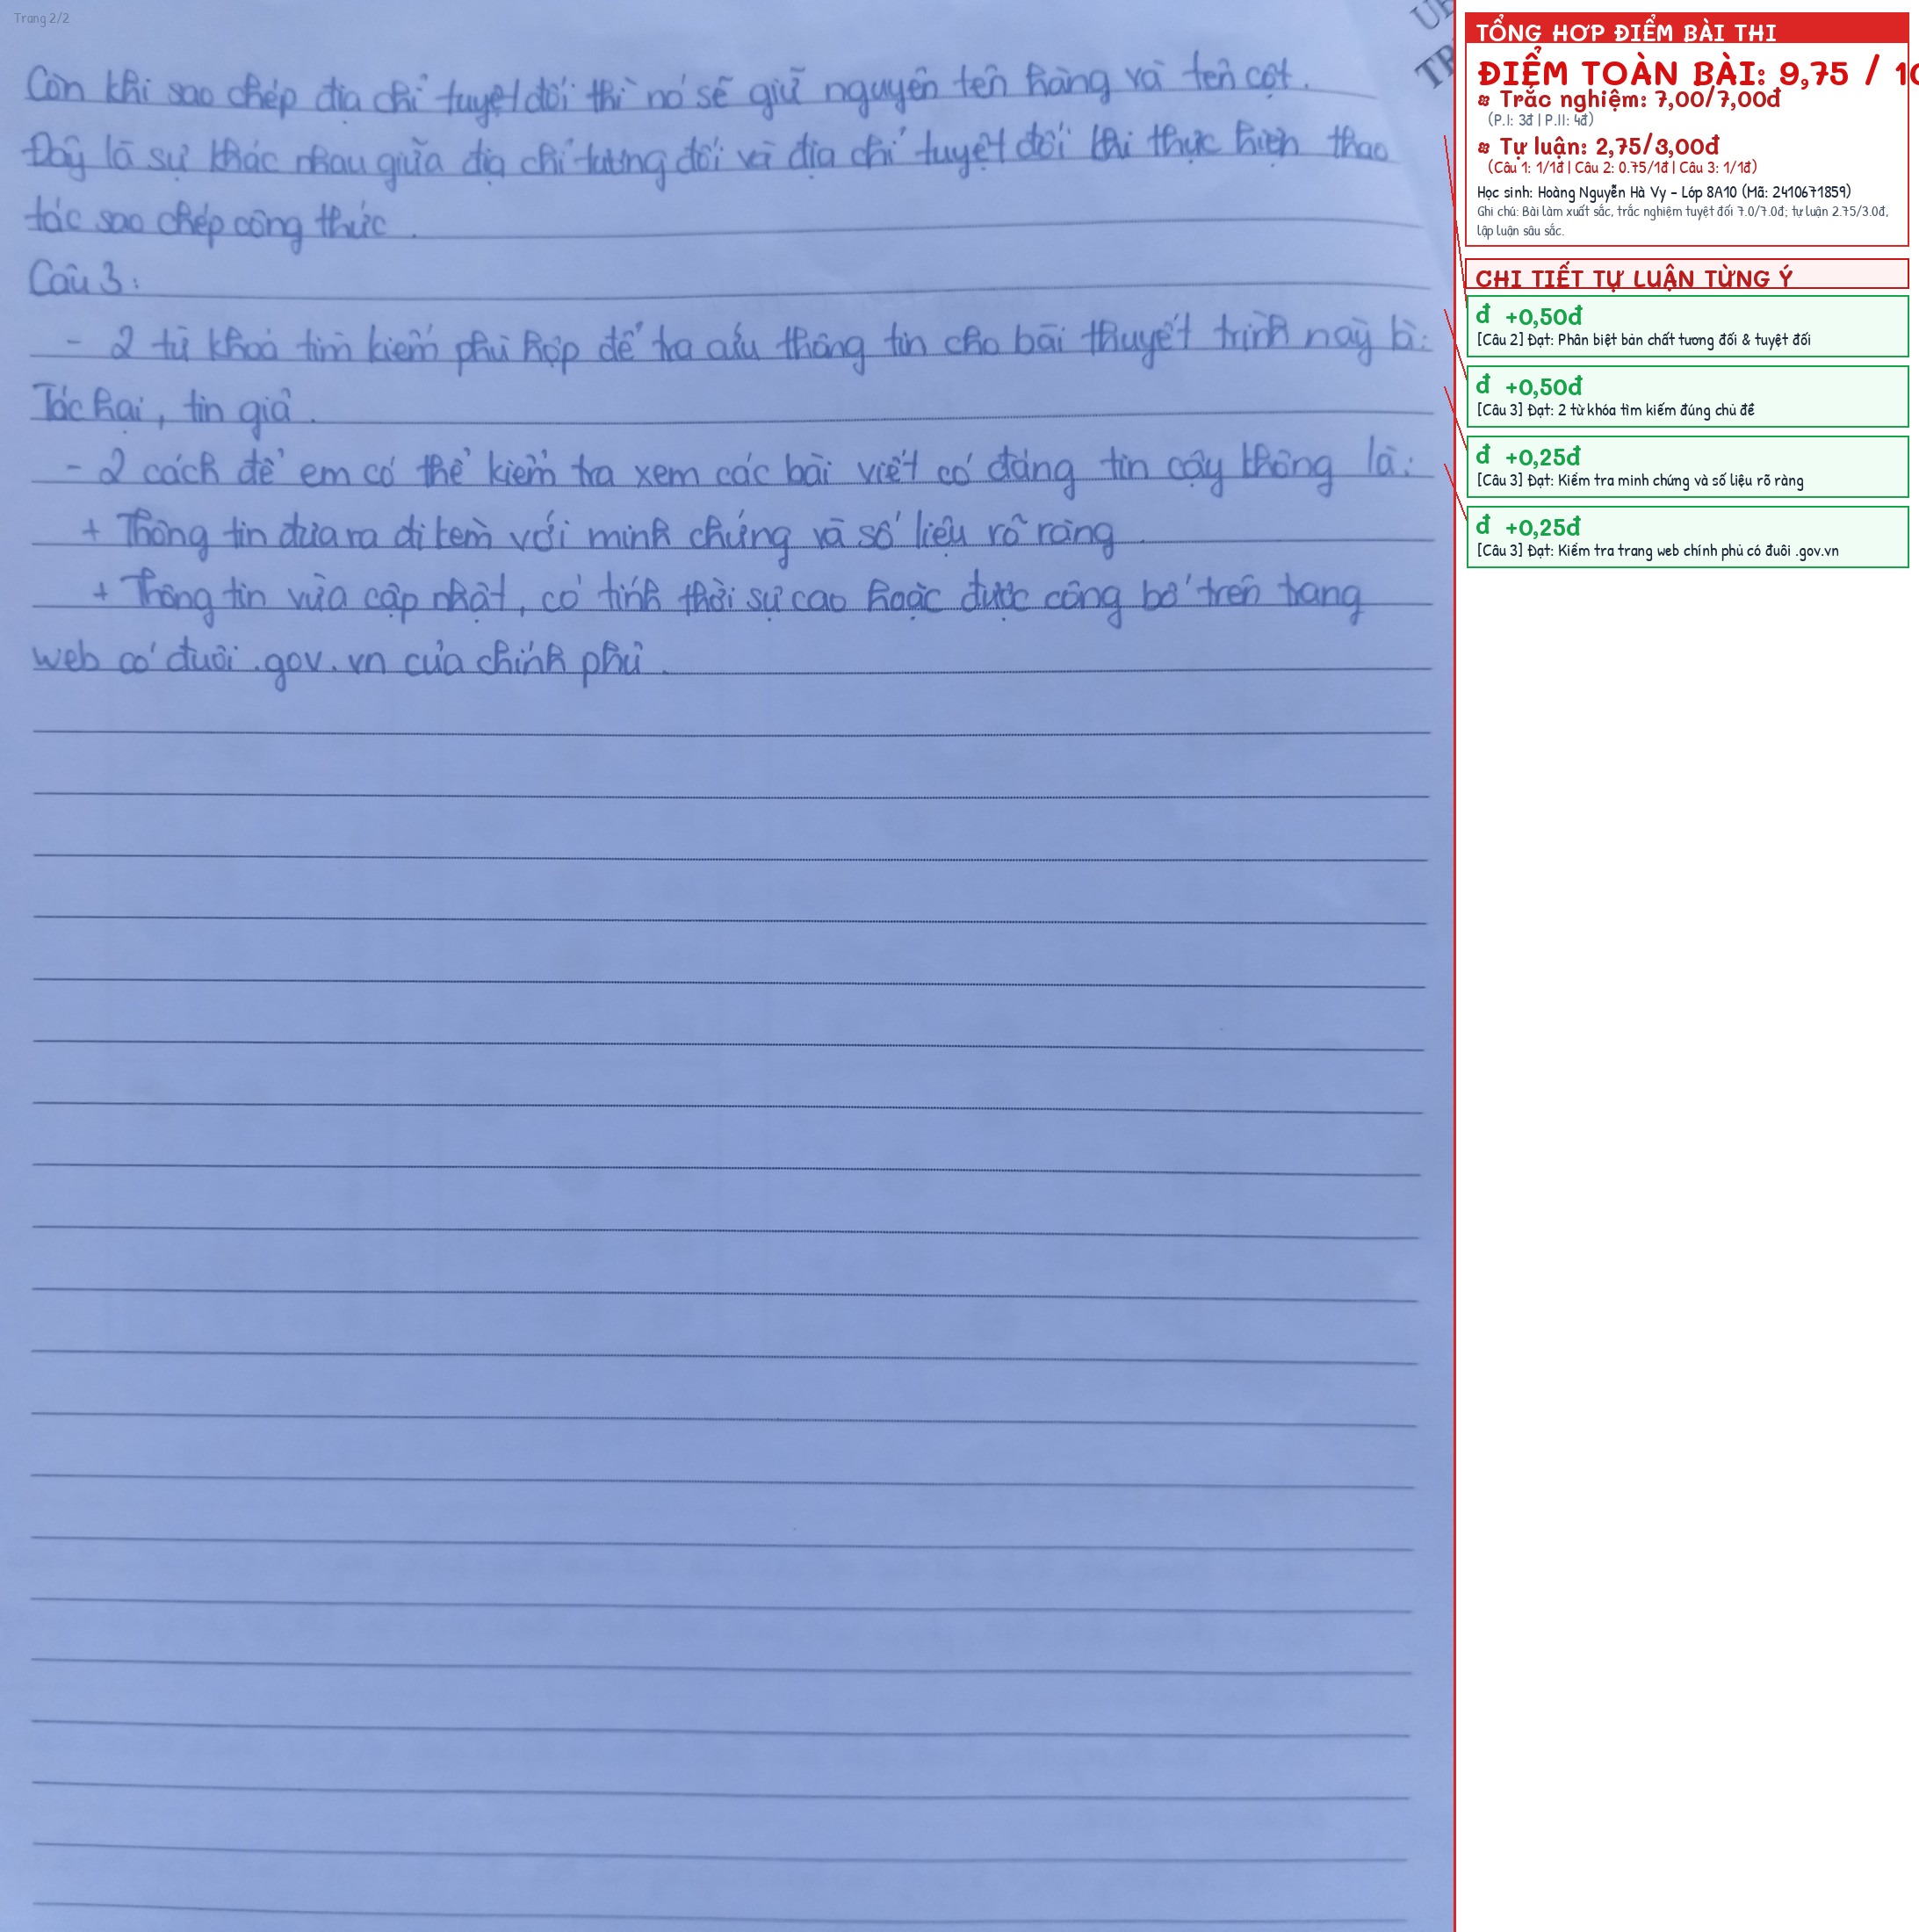 Trang 2/2
Còn khi sao chép địa chỉ tuyệt đối thì nó sẽ giữ nguyên tên hàng và tên cột.
Đây là sự khác nhau giữa địa chỉ tương đối và địa chỉ tuyệt đối khi thực hiện thao
tác sao chép công thức.
Câu 3:
- 2 từ khoá tìm kiếm phù hợp để tra cứu thông tin cho bài thuyết trình này là:
Tác hại, tin giả.
- 2 cách để em có thể kiểm tra xem các bài viết có đáng tin cậy không là:
+ Thông tin đưa ra đi kèm với minh chứng và số liệu rõ ràng
+ Thông tin vừa cập nhật, có tính thời sự cao hoặc được công bố trên trang
web có đuôi .gov.vn của chính phủ.
TỔNG HỢP ĐIỂM BÀI THI
ĐIỂM TOÀN BÀI: 9,75 / 10
Trắc nghiệm: 7,00/7,00đ
(P.I: 3đ | P.II: 4đ)
Tự luận: 2,75/3,00đ
(Câu 1: 1/1đ | Câu 2: 0.75/1đ | Câu 3: 1/1đ)
Học sinh: Hoàng Nguyễn Hà Vy - Lớp 8A10 (Mã: 2410671859)
Ghi chú: Bài làm xuất sắc, trắc nghiệm tuyệt đối 7.0/7.0đ; tự luận 2.75/3.0đ,
lập luận sâu sắc.
CHI TIẾT TỰ LUẬN TỪNG Ý
đ +0,50đ
[Câu 2] Đạt: Phân biệt bản chất tương đối & tuyệt đối
đ +0,50đ
[Câu 3] Đạt: 2 từ khóa tìm kiếm đúng chủ đề
đ +0,25đ
[Câu 3] Đạt: Kiểm tra minh chứng và số liệu rõ ràng
đ +0,25đ
[Câu 3] Đạt: Kiểm tra trang web chính phủ có đuôi .gov.vn